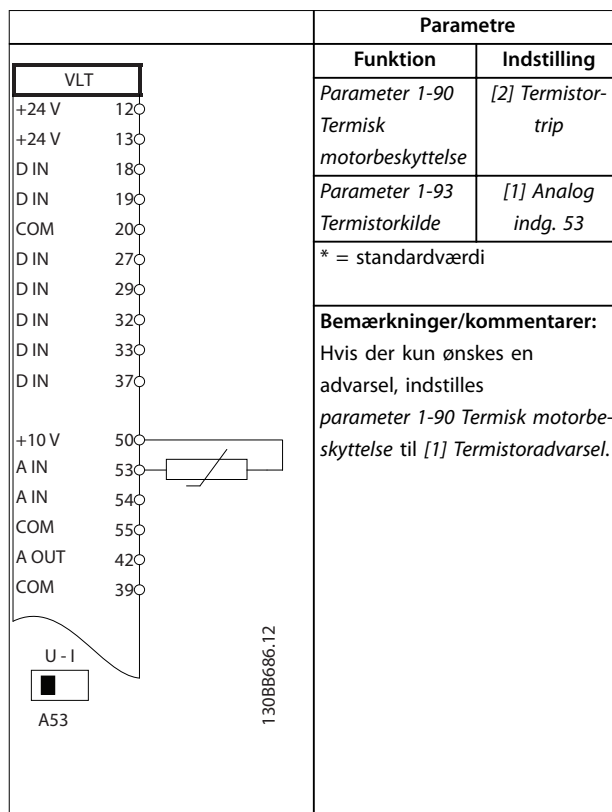 VLT
+24 V 12
+24 V 13
D IN 18
D IN 19
COM 20
D IN 27
D IN 29
D IN 32
D IN 33
D IN 37
+10 V 50
A IN 53
A IN 54
COM 55
A OUT 42
COM 39
U - I
A53
130BB686.12
Parametre
Funktion Indstilling
Parameter 1-90 [2] Termistor-
Termisk trip
motorbeskyttelse
Parameter 1-93 [1] Analog
Termistorkilde indg. 53
* = standardværdi
Bemærkninger/kommentarer:
Hvis der kun ønskes en
advarsel, indstilles
parameter 1-90 Termisk motorbe-
skyttelse til [1] Termistoradvarsel.